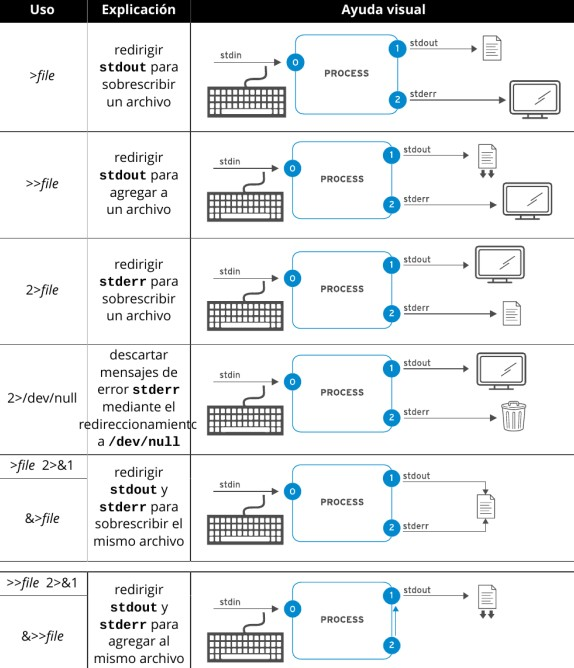 Uso Explicación Ayuda visual
>file
redirigir
stdout para
sobrescribir
un archivo
stdin
0
PROCESS
1
stdout
2
stderr
>>file
redirigir
stdout para
agregar a
un archivo
stdin
0
PROCESS
1
stdout
2
stderr
2>file
redirigir
stderr para
sobrescribir
un archivo
stdin
0
PROCESS
1
stdout
2
stderr
2>/dev/null
descartar
mensajes de
error stderr
mediante el
redireccionamiento
a /dev/null
stdin
0
PROCESS
1
stdout
2
stderr
>file 2>&1
&>file
redirigir
stdout y
stderr para
sobrescribir el
mismo archivo
stdin
0
PROCESS
1
stdout
2
stderr
>>file 2>&1
&>>file
redirigir
stdout y
stderr para
agregar al
mismo archivo
stdin
0
PROCESS
1
stdout
2